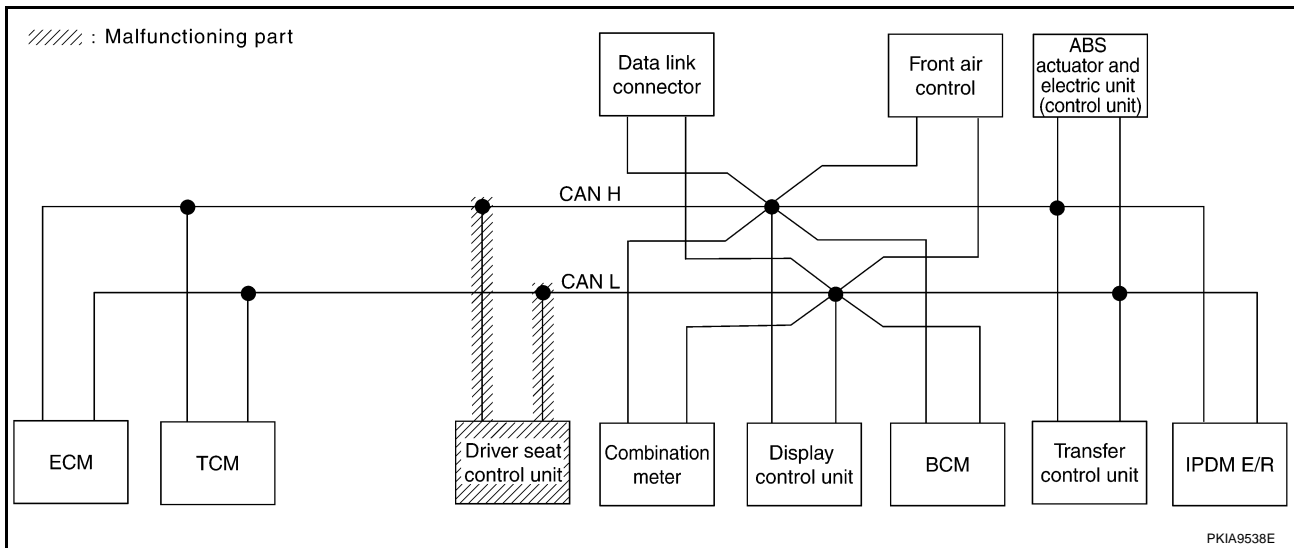 : Malfunctioning part
Data link
connector
Front air
control
ABS
actuator and
electric unit
(control unit)
CAN H
CAN L
ECM
TCM
Driver seat
control unit
Combination
meter
Display
control unit
BCM
Transfer
control unit
IPDM E/R
PKIA9538E